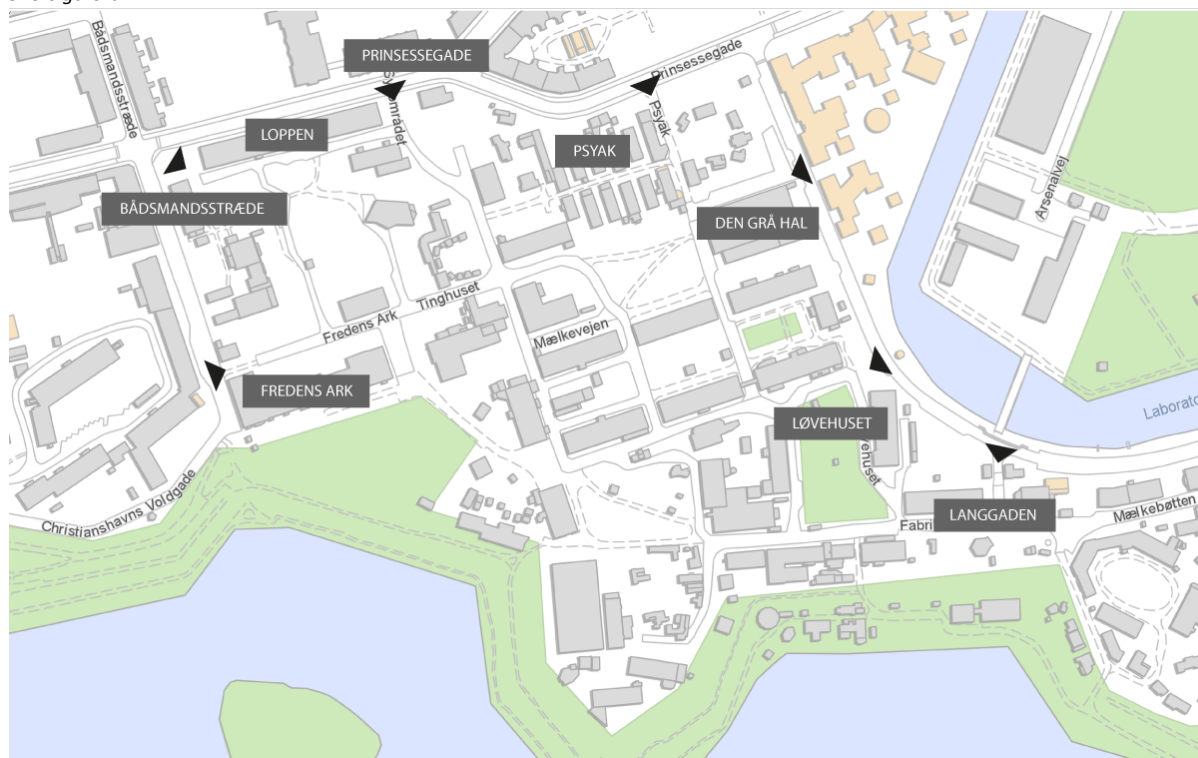 Bådsmandsstræde
PRINSESSEGADE
Prinsessegade
LOPPEN
PSYAK
Psyak
Arsenalvej
BÅDSMANDSSTRÆDE
DEN GRÅ HAL
Tinghuset
Fredens Ark
Mælkevejen
FREDENS ARK
LØVEHUSET
LANGGADEN
Mælkebøtten
Christianshavns Voldgade